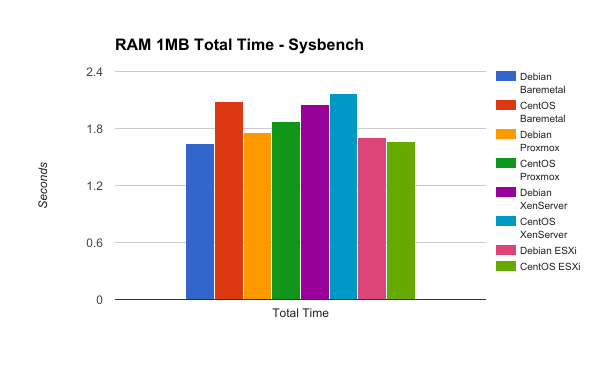 RAM 1MB Total Time - Sysbench
2.4
1.8
1.2
0.6
0
Seconds
Total Time
Debian
Baremetal
CentOS
Baremetal
Debian
Proxmox
CentOS
Proxmox
Debian
XenServer
CentOS
XenServer
Debian ESXi
CentOS ESXi